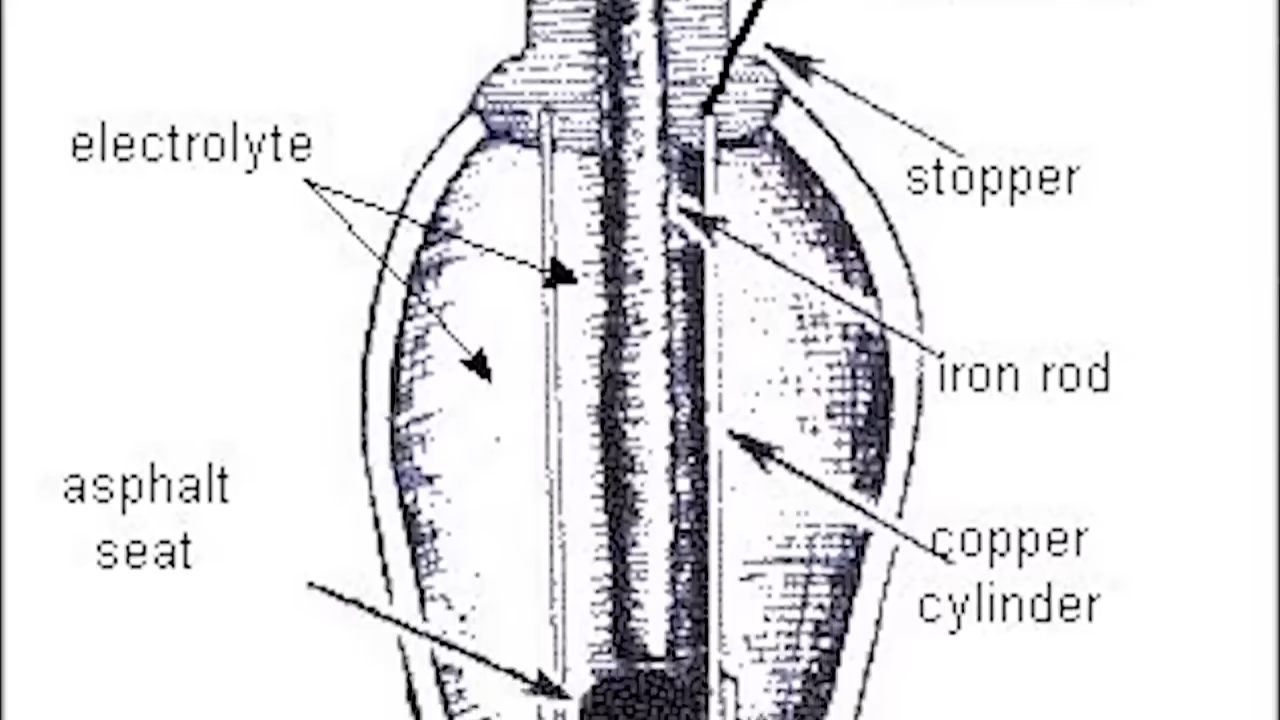 electrolyte
stopper
iron rod
asphalt
seat
copper
cylinder